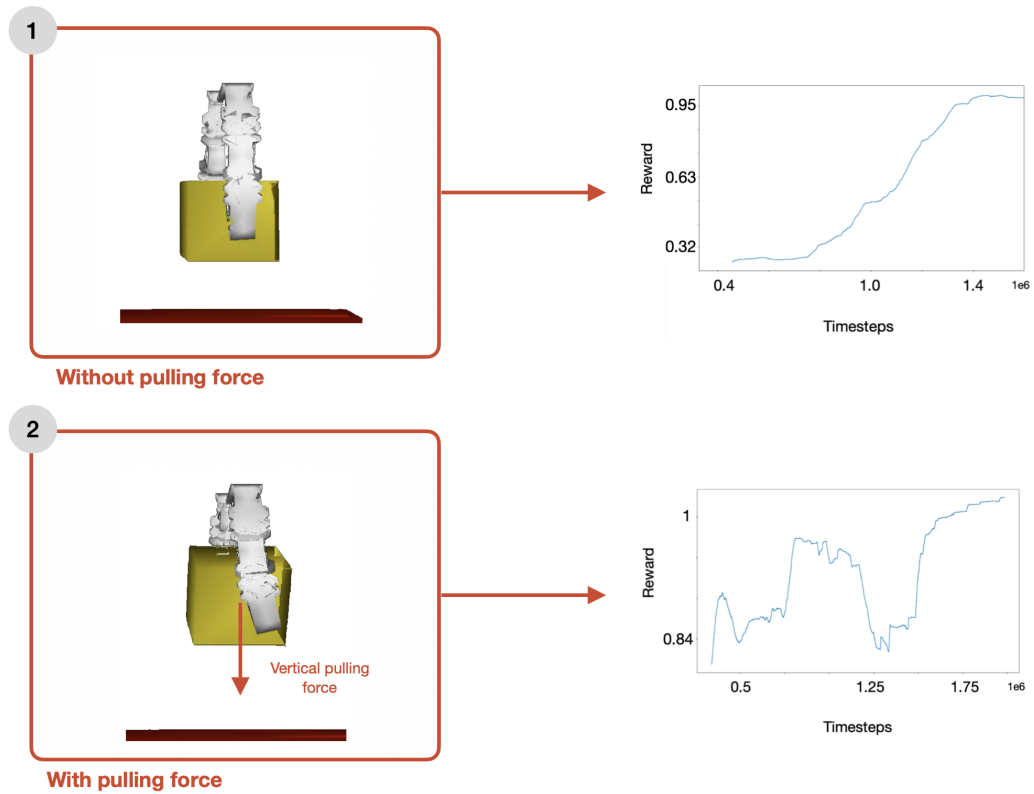 1
Without pulling force
Reward
0.95
0.63
0.32
0.4
1.0
1.4
1e6
Timesteps
2
Vertical pulling
force
With pulling force
Reward
1
0.84
0.5
1.25
1.75
1e6
Timesteps